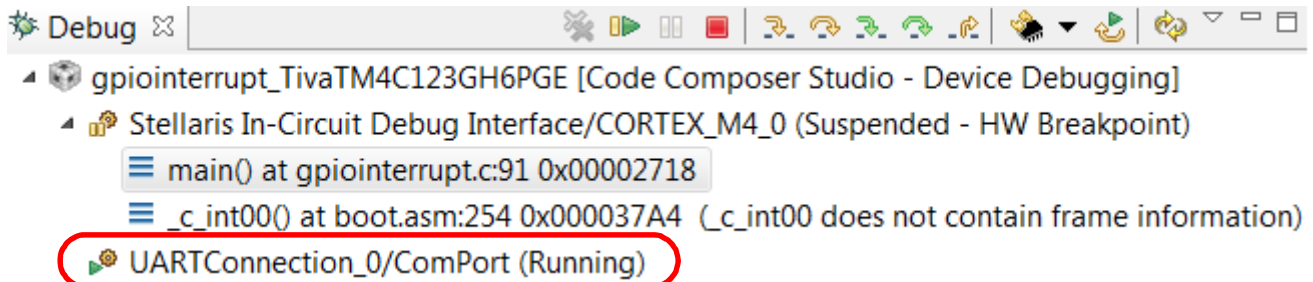 Debug
gpiointerrupt_TivaTM4C123GH6PGE [Code Composer Studio - Device Debugging]
Stellaris In-Circuit Debug Interface/CORTEX_M4_0 (Suspended - HW Breakpoint)
main() at gpiointerrupt.c:91 0x00002718
_c_int00() at boot.asm:254 0x000037A4 (_c_int00 does not contain frame information)
UARTConnection_0/ComPort (Running)